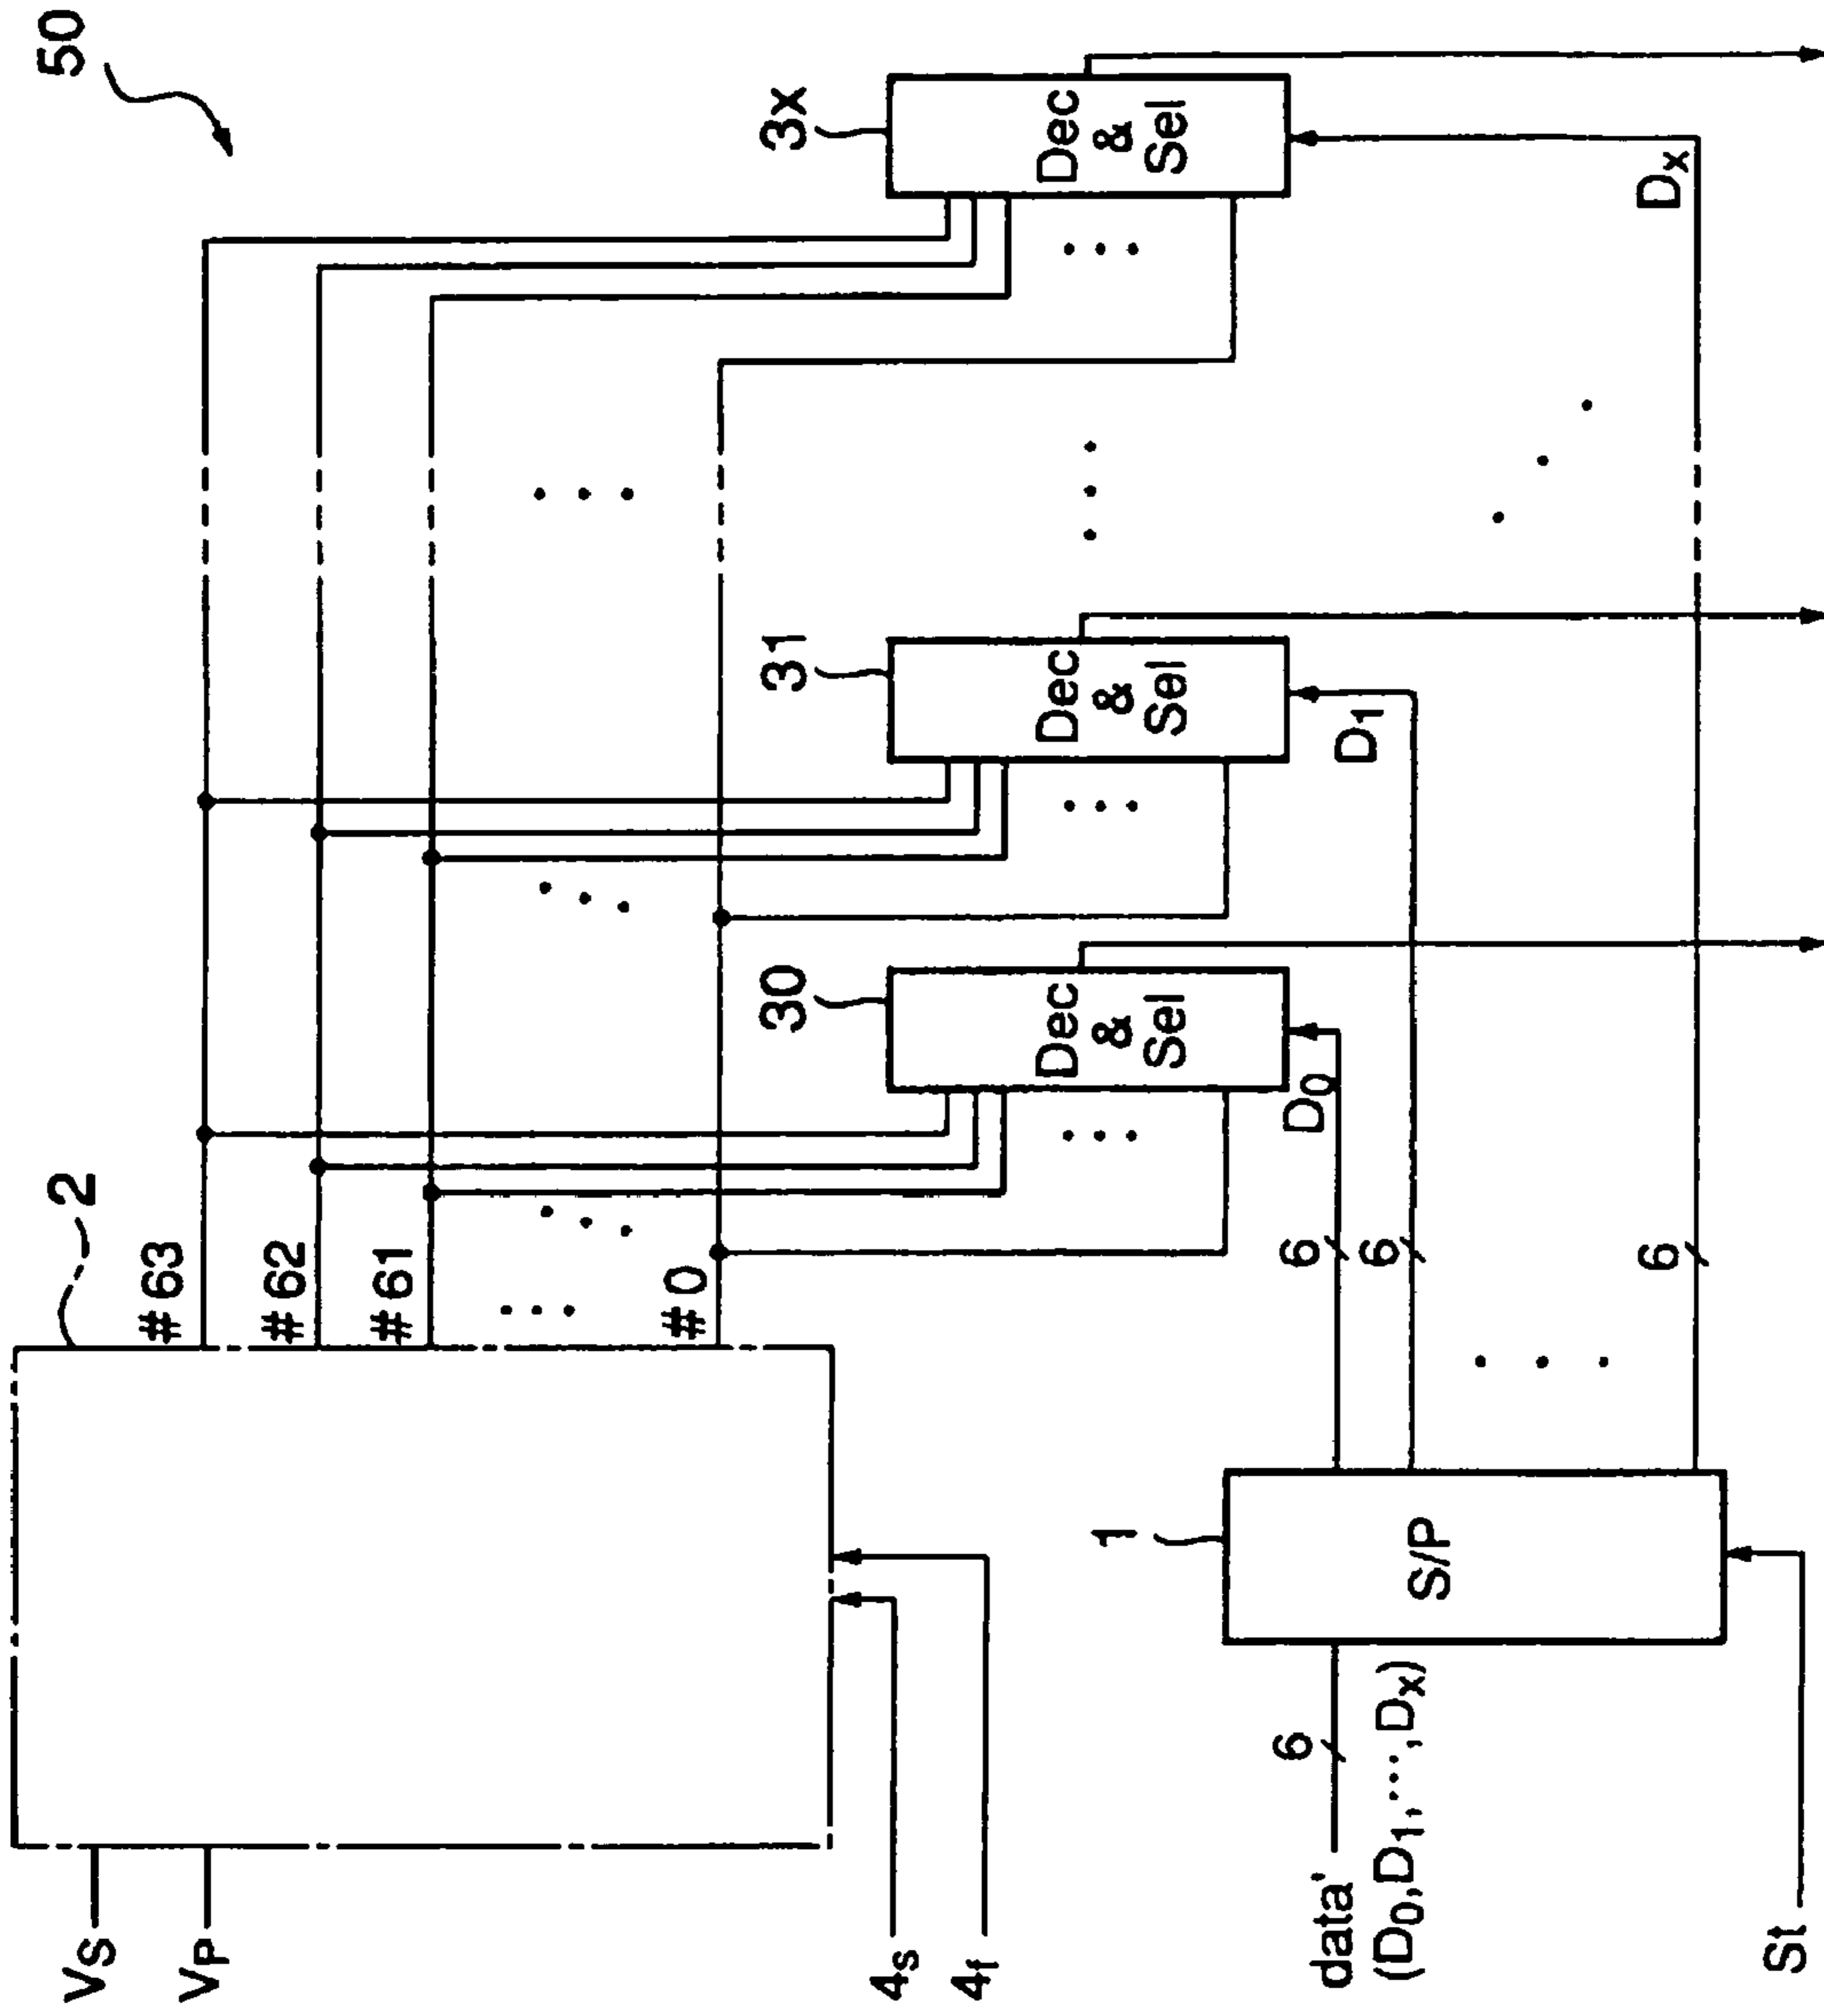 50
2
VS
#63
VP
#62
#61
#0
30
31
3X
4s
4t
Dec
&
Sel
Dec
&
Sel
Dec
&
Sel
1
D0
D1
Dx
6
6
6
6
data'
(D0,D1,···,Dx)
S/P
St